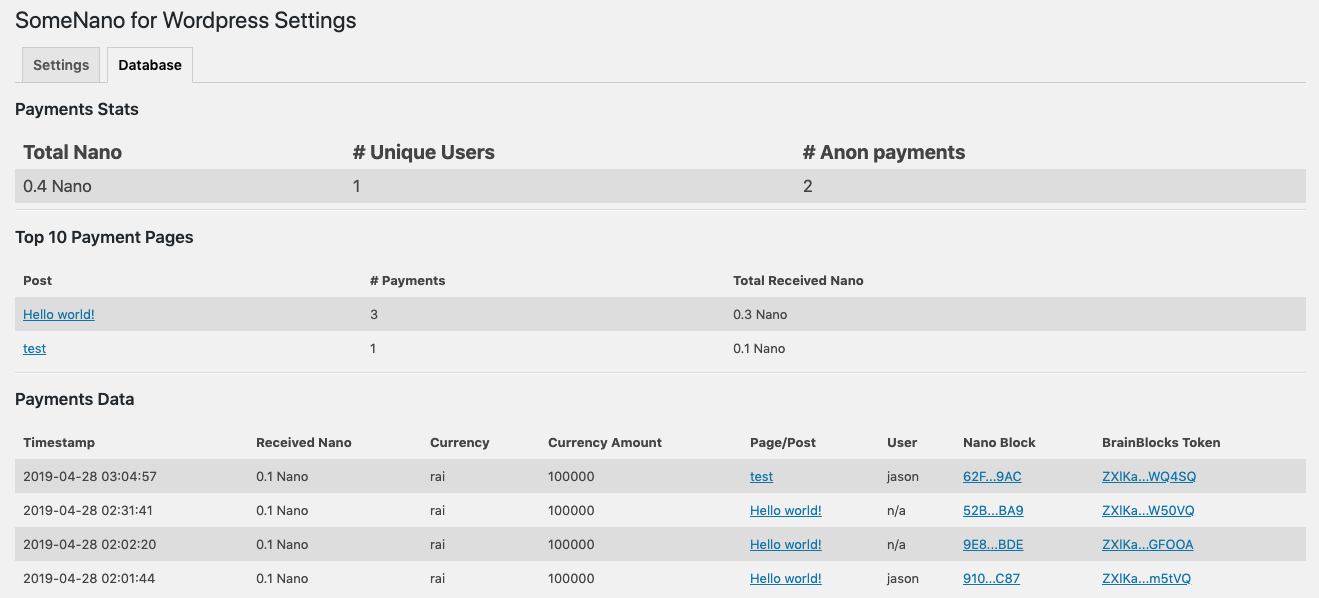 SomeNano for Wordpress Settings
Settings Database
Payments Stats
Total Nano # Unique Users # Anon payments
0.4 Nano 1 2
Top 10 Payment Pages
Post # Payments Total Received Nano
Hello world! 3 0.3 Nano
test 1 0.1 Nano
Payments Data
Timestamp Received Nano Currency Currency Amount Page/Post User Nano Block BrainBlocks Token
2019-04-28 03:04:57 0.1 Nano rai 100000 test jason 62F...9AC ZXlKa...WQ4SQ
2019-04-28 02:31:41 0.1 Nano rai 100000 Hello world! n/a 52B...BA9 ZXlKa...W50VQ
2019-04-28 02:02:20 0.1 Nano rai 100000 Hello world! n/a 9E8...BDE ZXlKa...GFOOA
2019-04-28 02:01:44 0.1 Nano rai 100000 Hello world! jason 910...C87 ZXlKa...m5tVQ